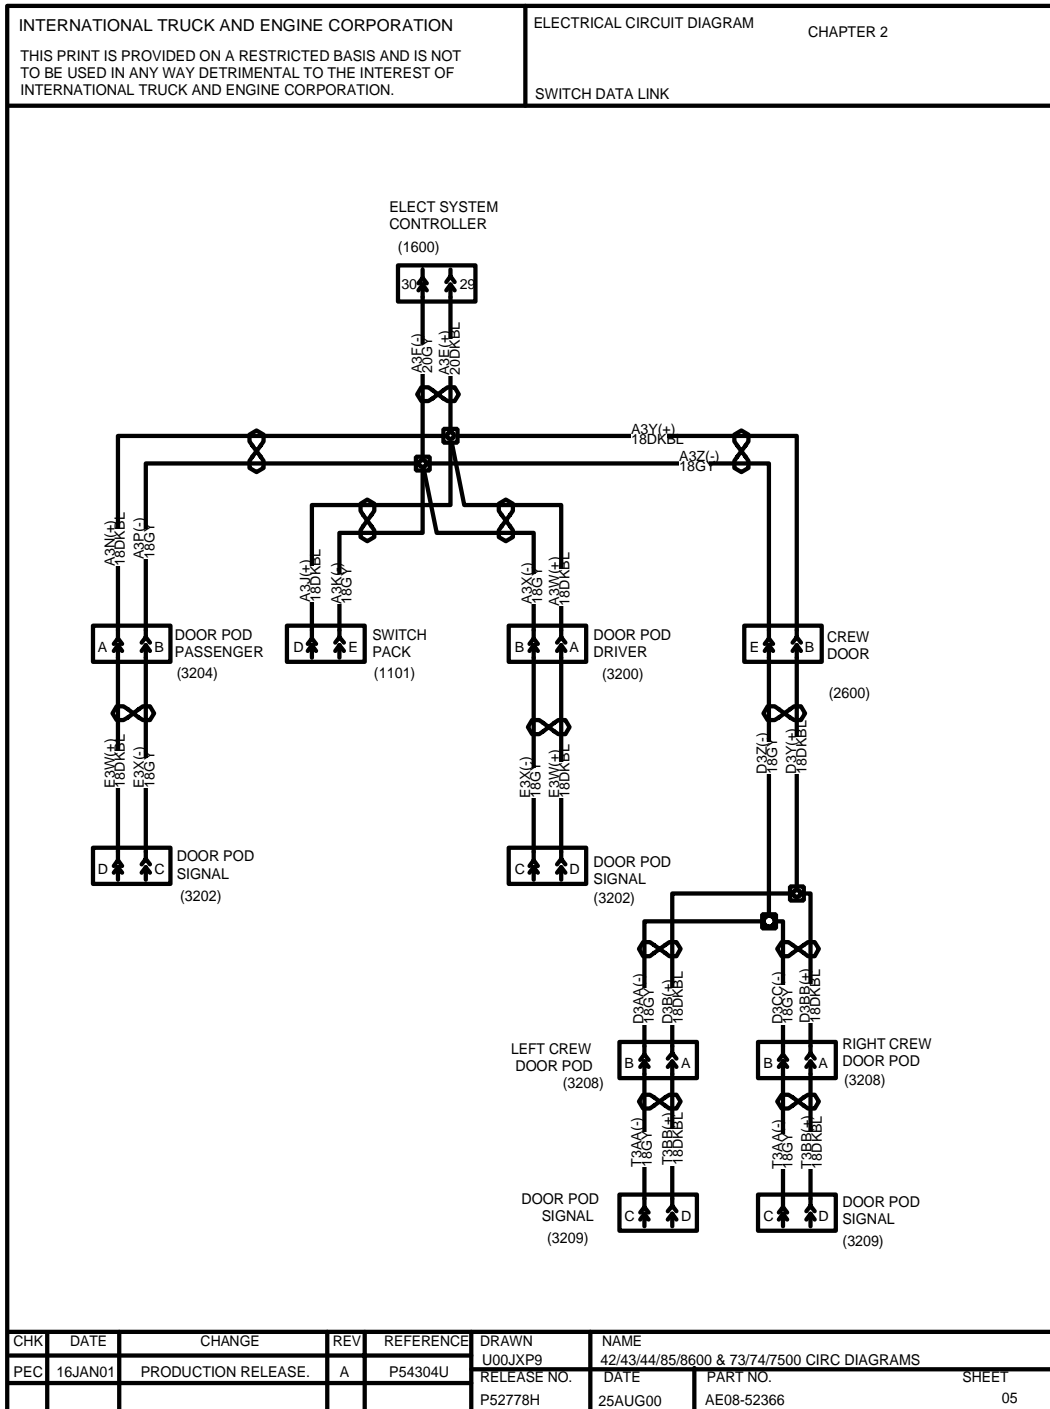 INTERNATIONAL TRUCK AND ENGINE CORPORATION
THIS PRINT IS PROVIDED ON A RESTRICTED BASIS AND IS NOT
TO BE USED IN ANY WAY DETRIMENTAL TO THE INTEREST OF
INTERNATIONAL TRUCK AND ENGINE CORPORATION.
ELECTRICAL CIRCUIT DIAGRAM
CHAPTER 2
SWITCH DATA LINK
ELECT SYSTEM
CONTROLLER
(1600)
30
29
A3F(-)
20GY
A3E(+)
20DKBL
A3Y(+)
18DKBL
A3Z(-)
18GY
A3N(+)
18DKBL
A3P(-)
18GY
A3J(+)
18DKBL
A3K(-)
18GY
A3X(-)
18GY
A3W(+)
18DKBL
A
B
DOOR POD
PASSENGER
(3204)
D
E
SWITCH
PACK
(1101)
B
A
DOOR POD
DRIVER
(3200)
E
B
CREW
DOOR
(2600)
E3W(+)
18DKBL
E3X(-)
18GY
E3X(-)
18GY
E3W(+)
18DKBL
D3Z(-)
18GY
D3Y(+)
18DKBL
D
C
DOOR POD
SIGNAL
(3202)
C
D
DOOR POD
SIGNAL
(3202)
D3AA(-)
18GY
D3B(+)
18DKBL
D3CC(-)
18GY
D3BB(+)
18DKBL
LEFT CREW
DOOR POD
(3208)
B
A
B
A
RIGHT CREW
DOOR POD
(3208)
T3AA(-)
18GY
T3BB(+)
18DKBL
T3AA(-)
18GY
T3BB(+)
18DKBL
DOOR POD
SIGNAL
(3209)
C
D
C
D
DOOR POD
SIGNAL
(3209)
CHK DATE CHANGE REV REFERENCE
PEC 16JAN01 PRODUCTION RELEASE. A P54304U
DRAWN
U00JXP9
NAME
42/43/44/85/8600 & 73/74/7500 CIRC DIAGRAMS
RELEASE NO.
P52778H
DATE
25AUG00
PART NO.
AE08-52366
SHEET
05